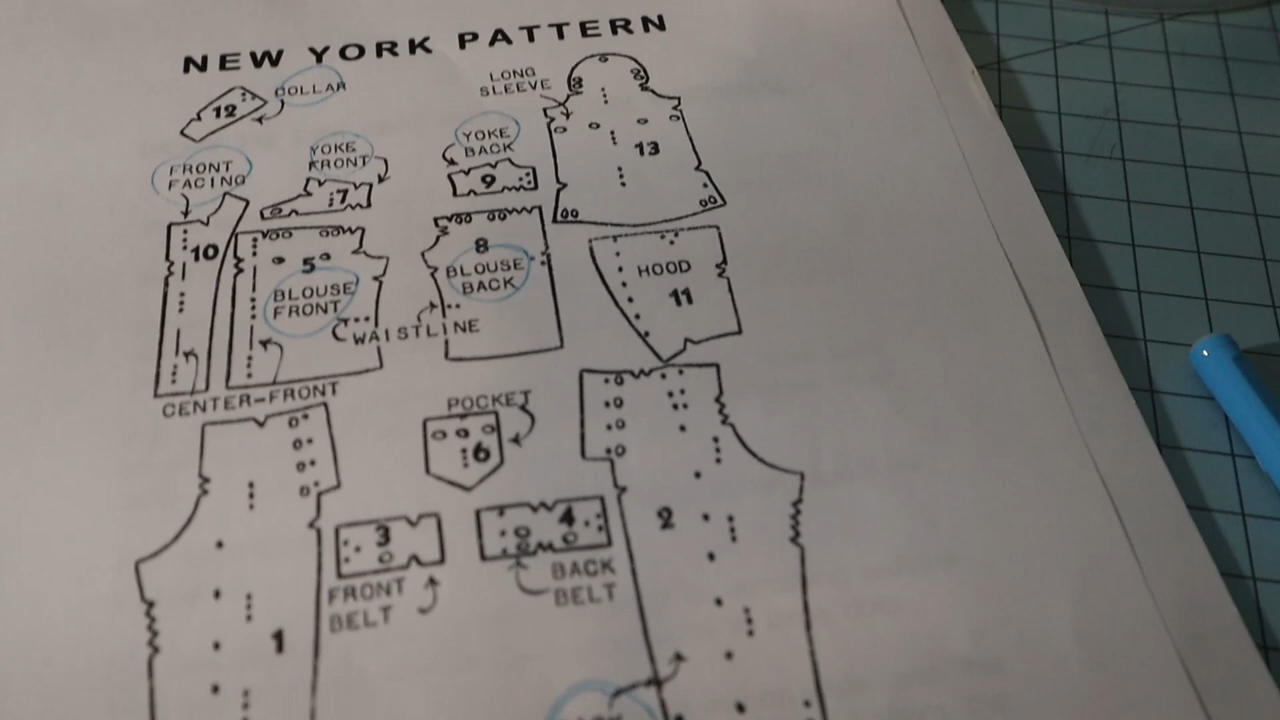 NEW YORK PATTERN
12
COLLAR
LONG
SLEEVE
13
FRONT
FACING
YOKE
FRONT
7
YOKE
BACK
9
10
5
BLOUSE
FRONT
8
BLOUSE
BACK
WAISTLINE
HOOD
11
CENTER-FRONT
POCKET
6
1
3
FRONT
BELT
4
BACK
BELT
2